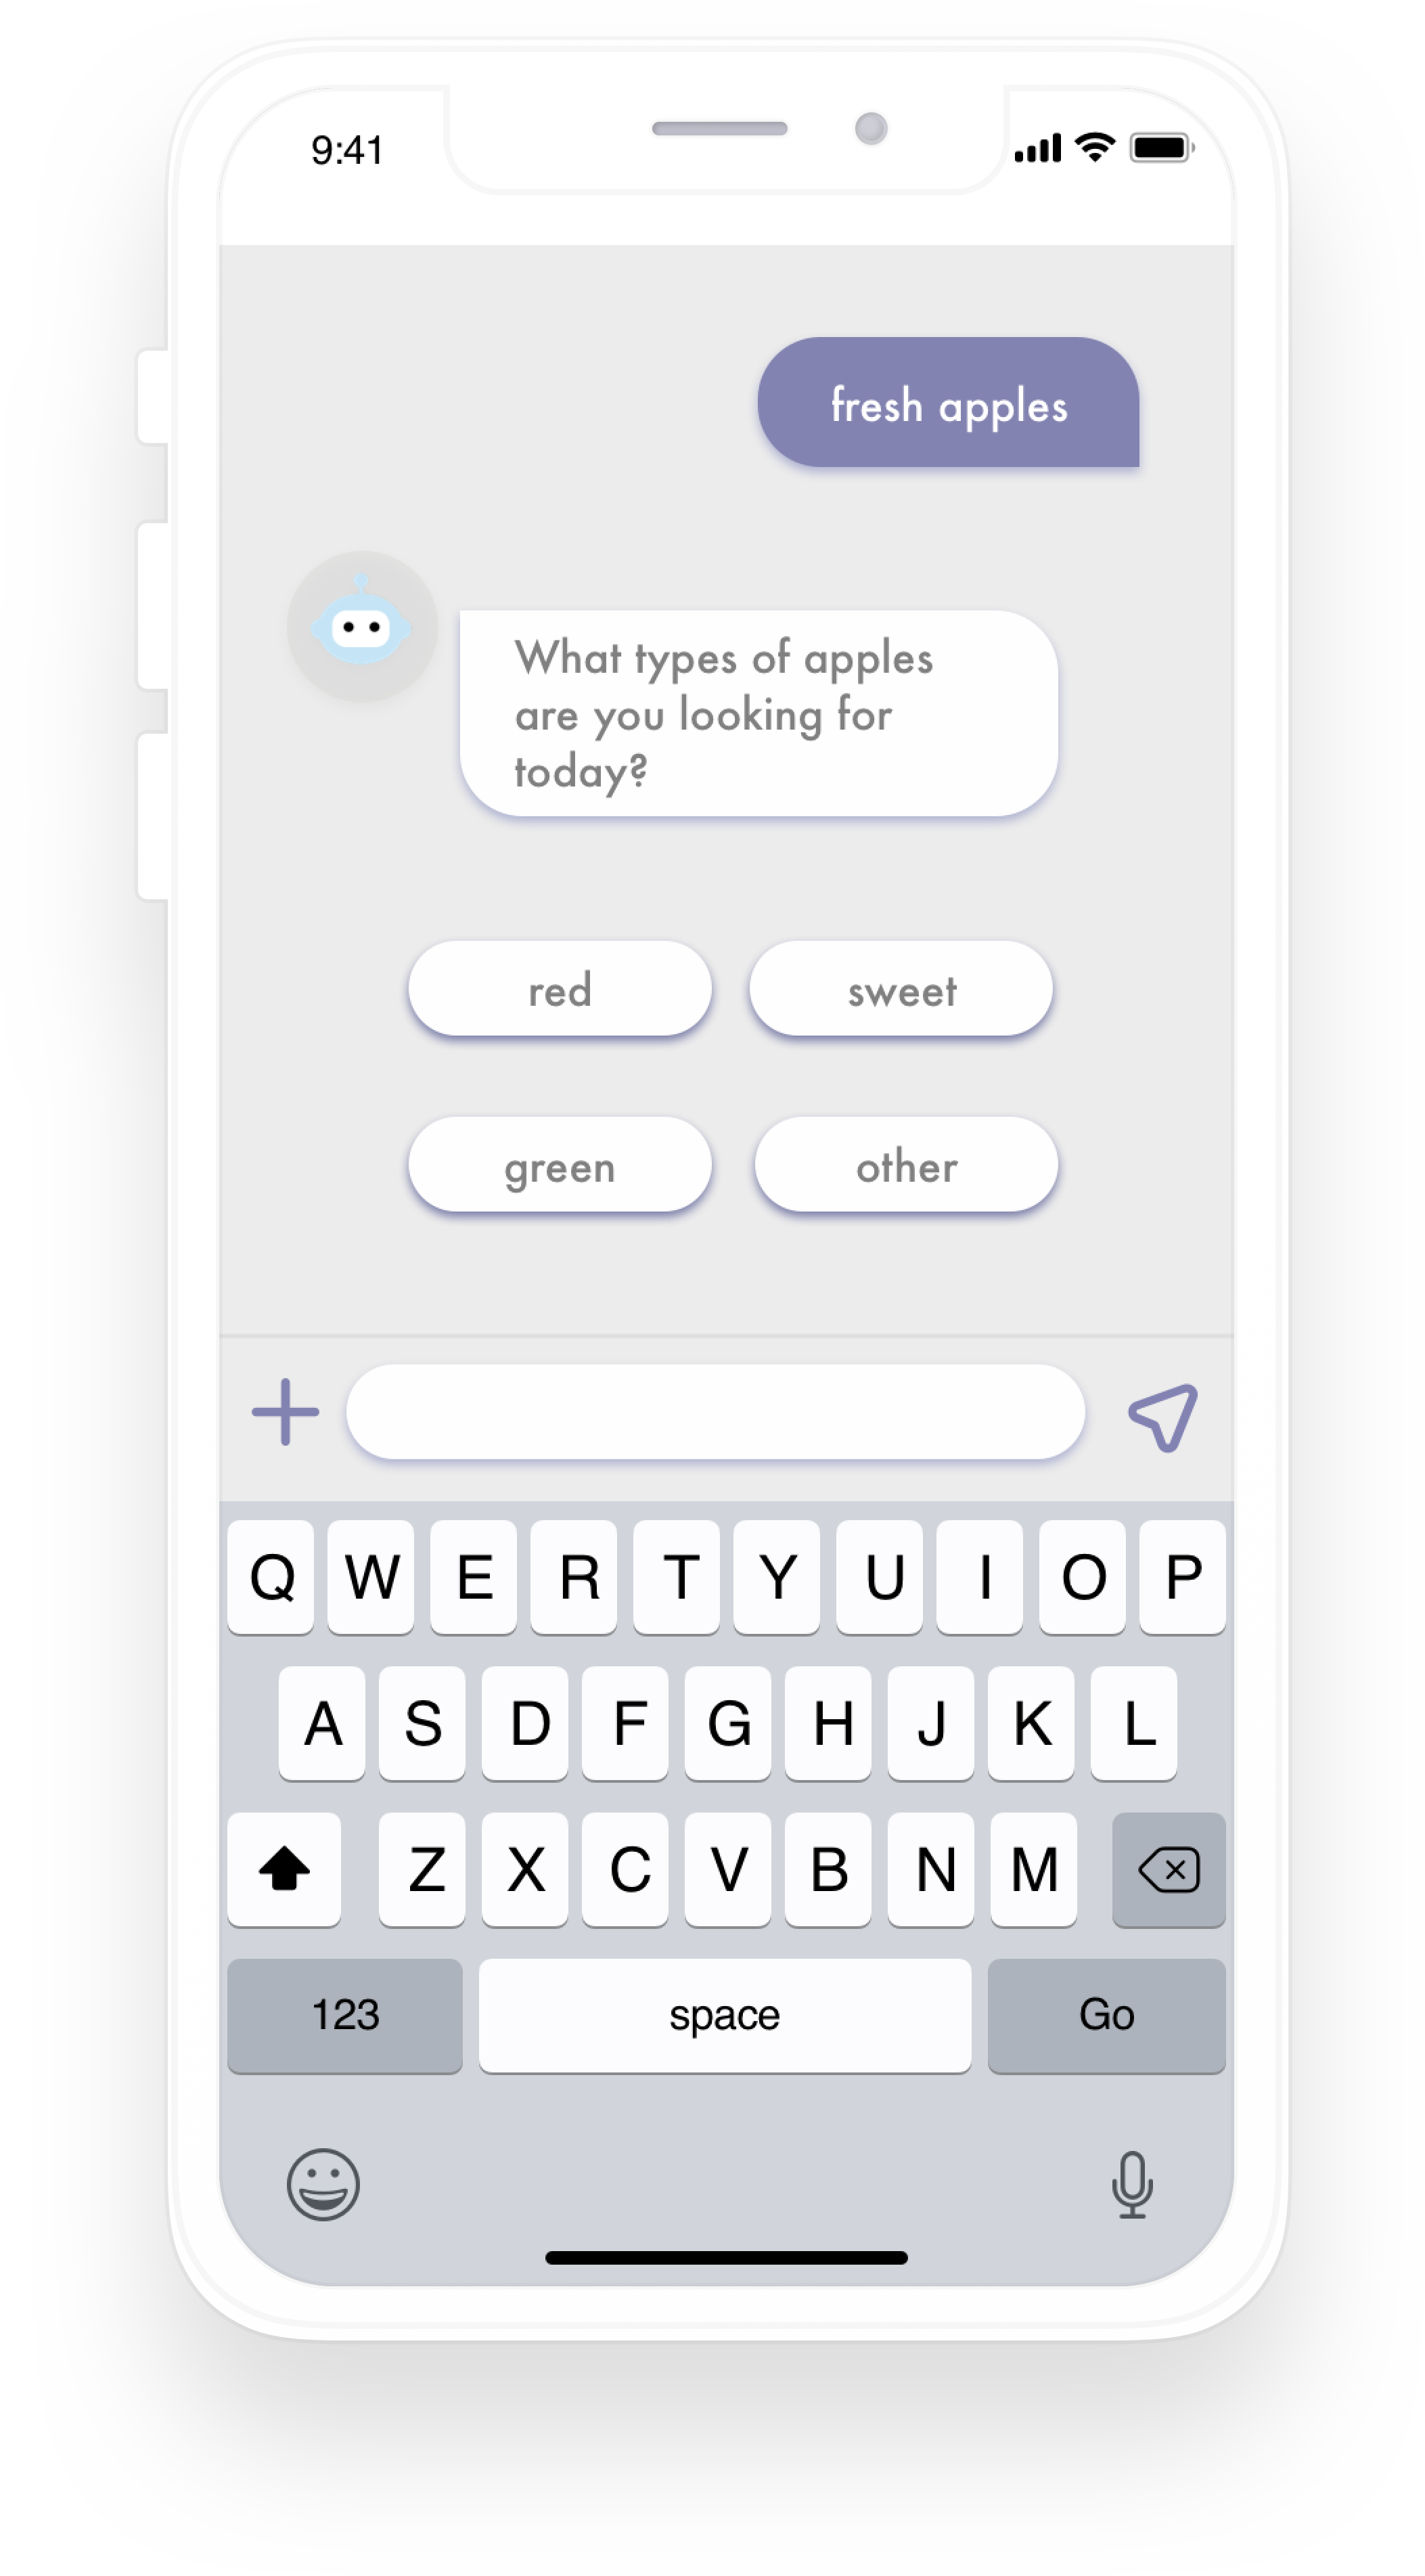 9:41
fresh apples
What types of apples
are you looking for
today?
red sweet
green other
Q W E R T Y U I O P
A S D F G H J K L
Z X C V B N M
123 space Go